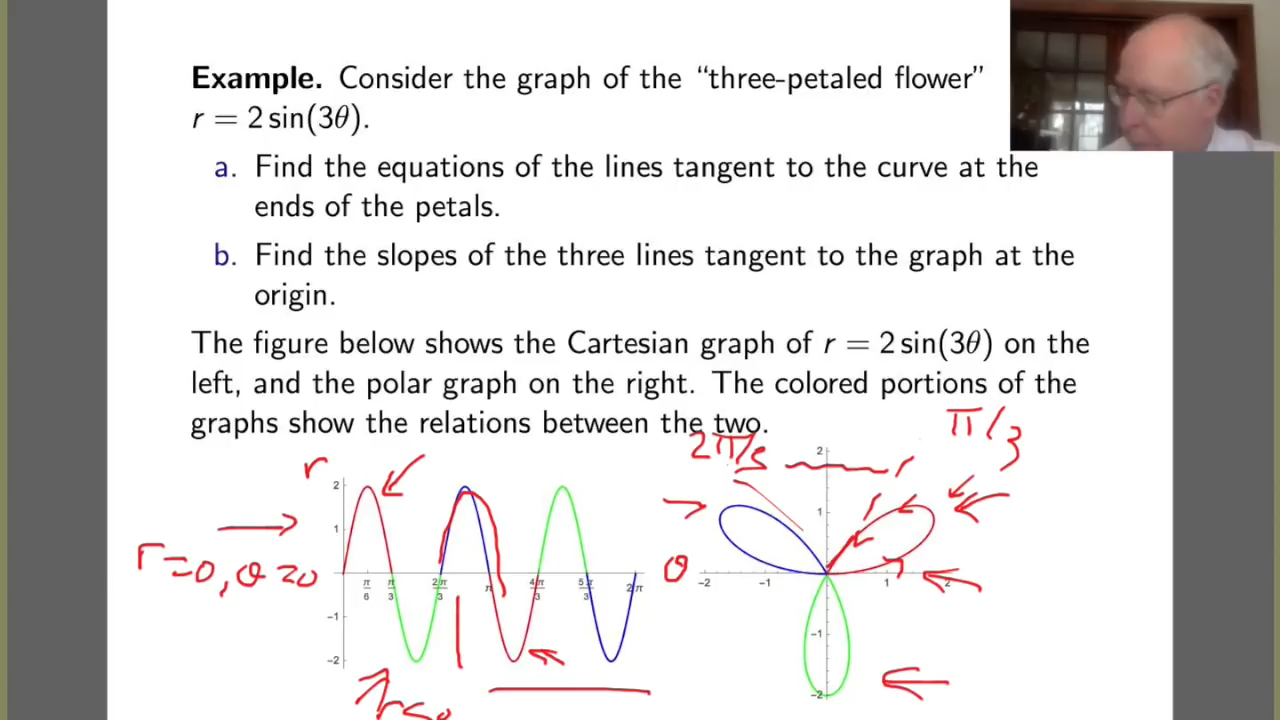 Example. Consider the graph of the “three-petaled flower”
r = 2 sin(3θ).
a. Find the equations of the lines tangent to the curve at the
ends of the petals.
b. Find the slopes of the three lines tangent to the graph at the
origin.
The figure below shows the Cartesian graph of r = 2 sin(3θ) on the
left, and the polar graph on the right. The colored portions of the
graphs show the relations between the two.
π/3
2π/3
r
2
1
-1
-2
π/6
π/3
2π/3
π
4π/3
5π/3
2π
r=0, θ=0
θ
r<0
2
1
-1
-2
-2
-1
1
2